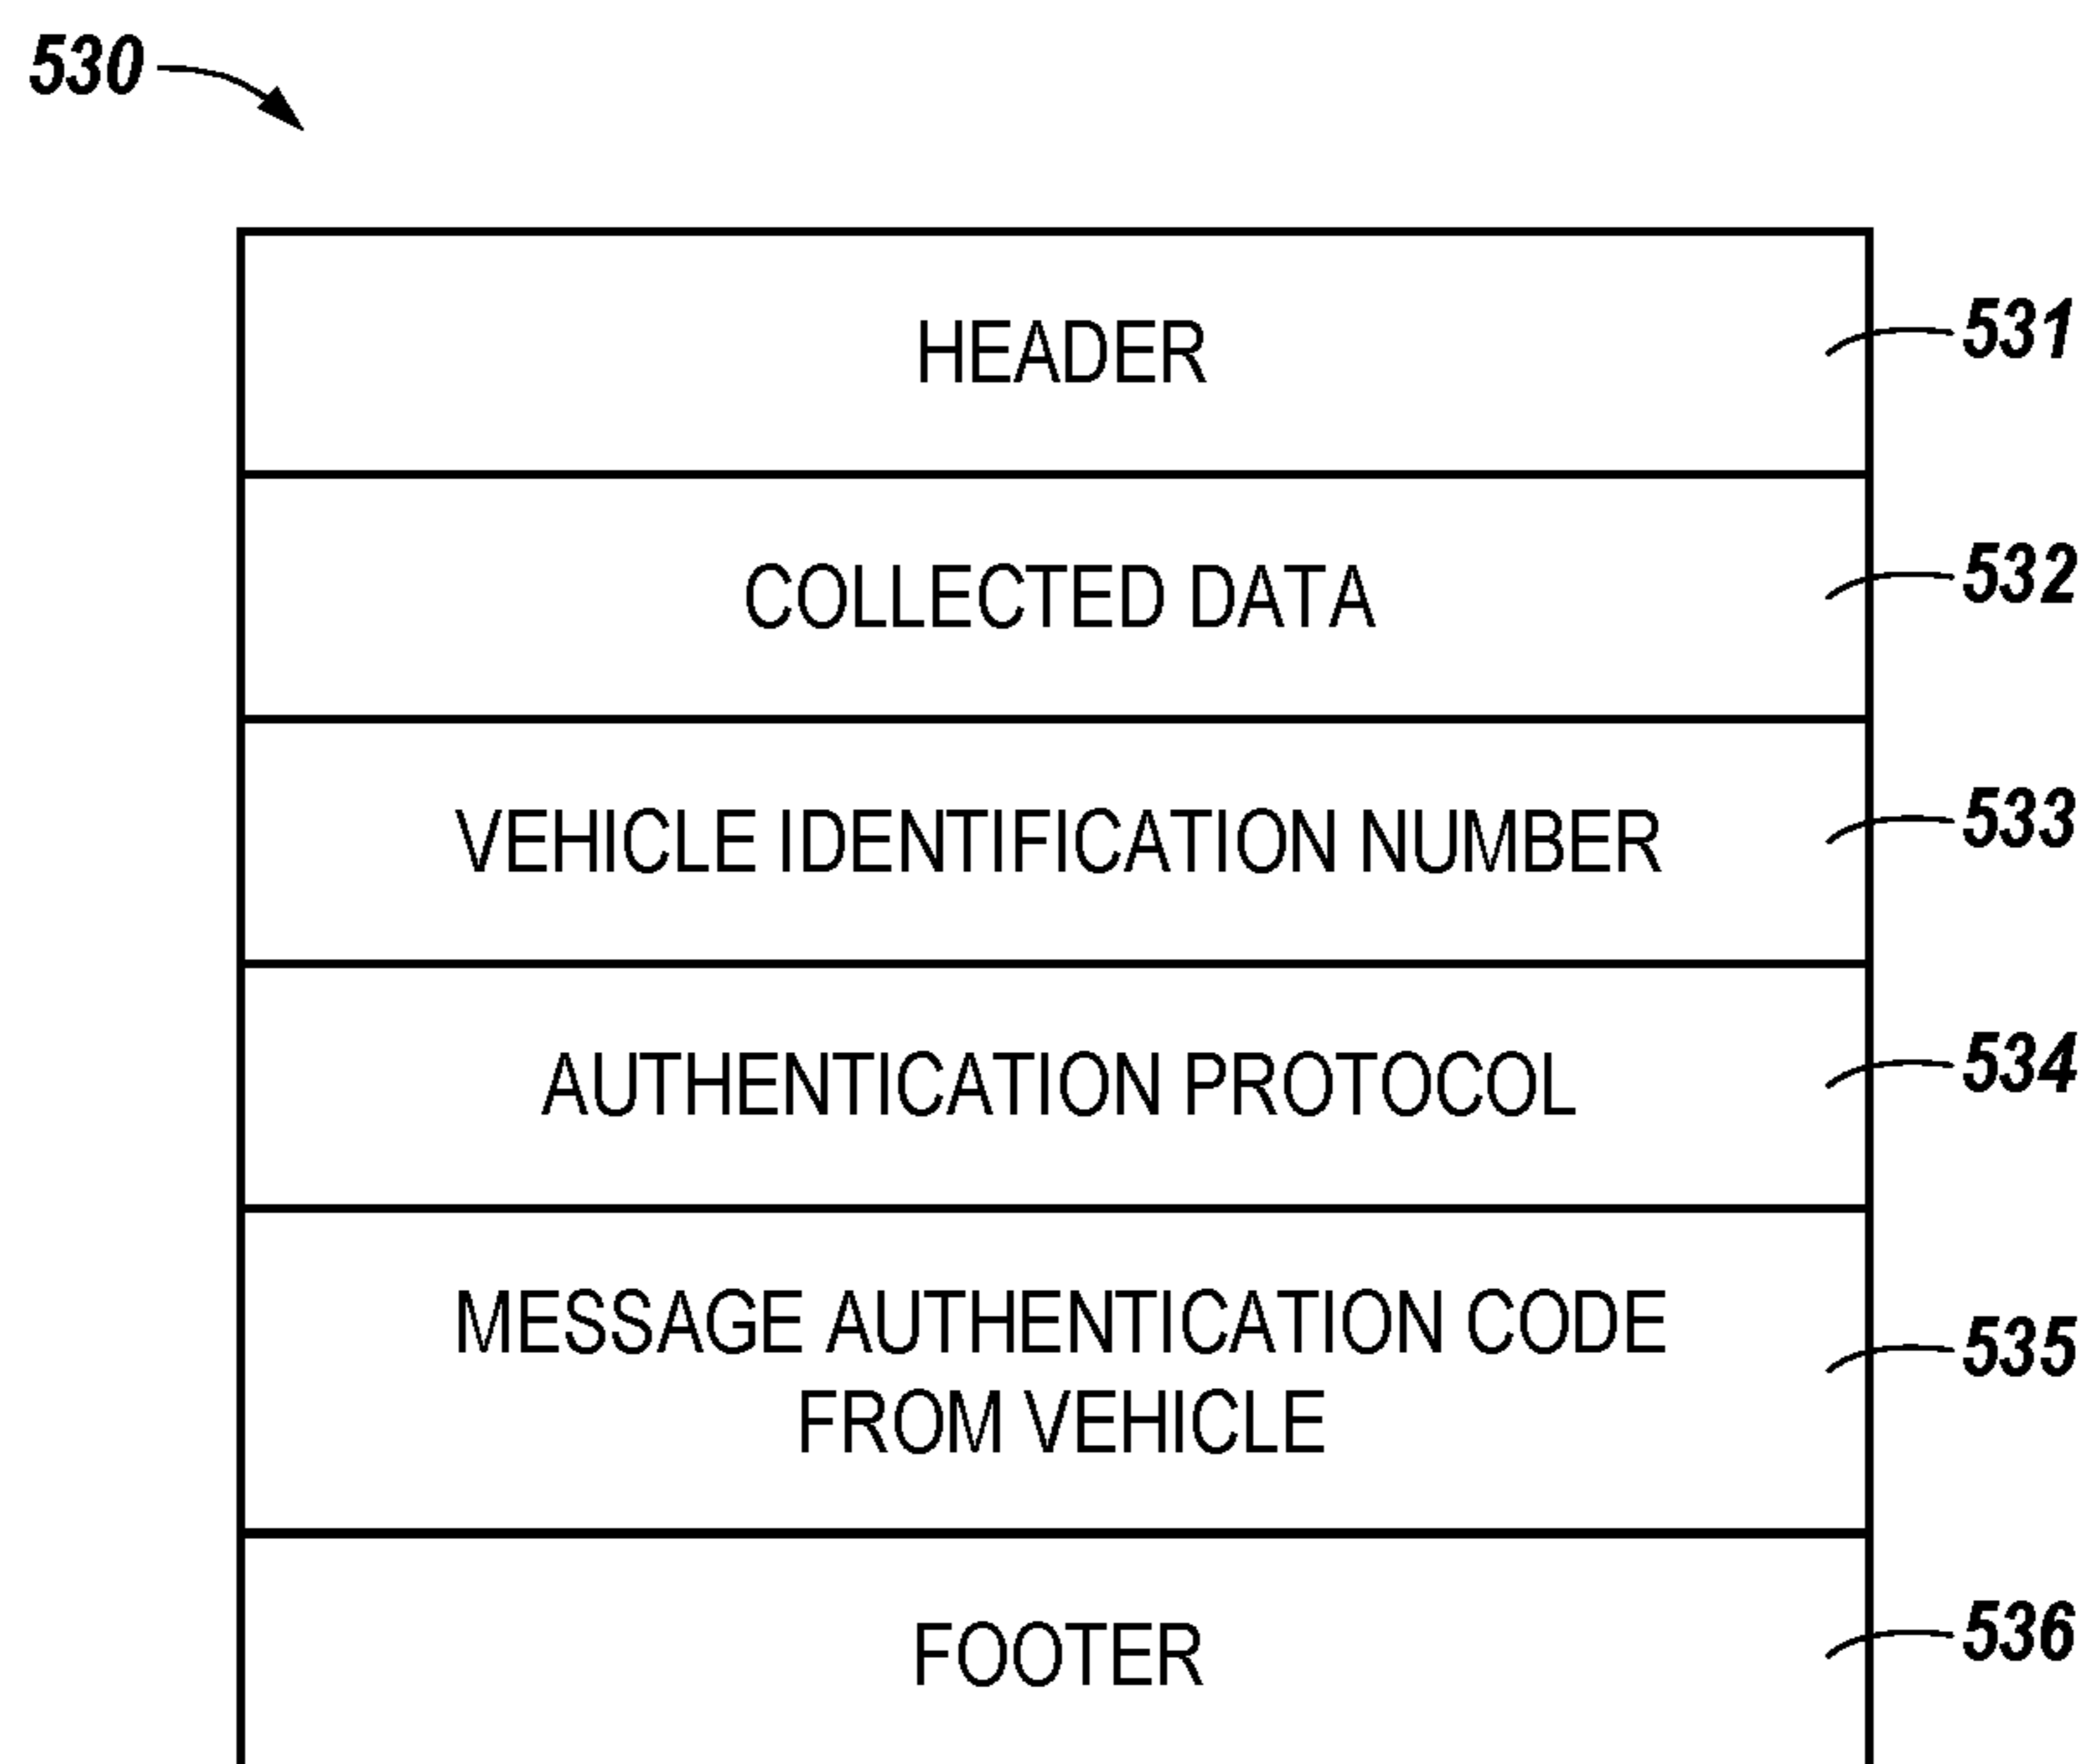 530
HEADER
531
COLLECTED DATA
532
VEHICLE IDENTIFICATION NUMBER
533
AUTHENTICATION PROTOCOL
534
MESSAGE AUTHENTICATION CODE
FROM VEHICLE
535
FOOTER
536